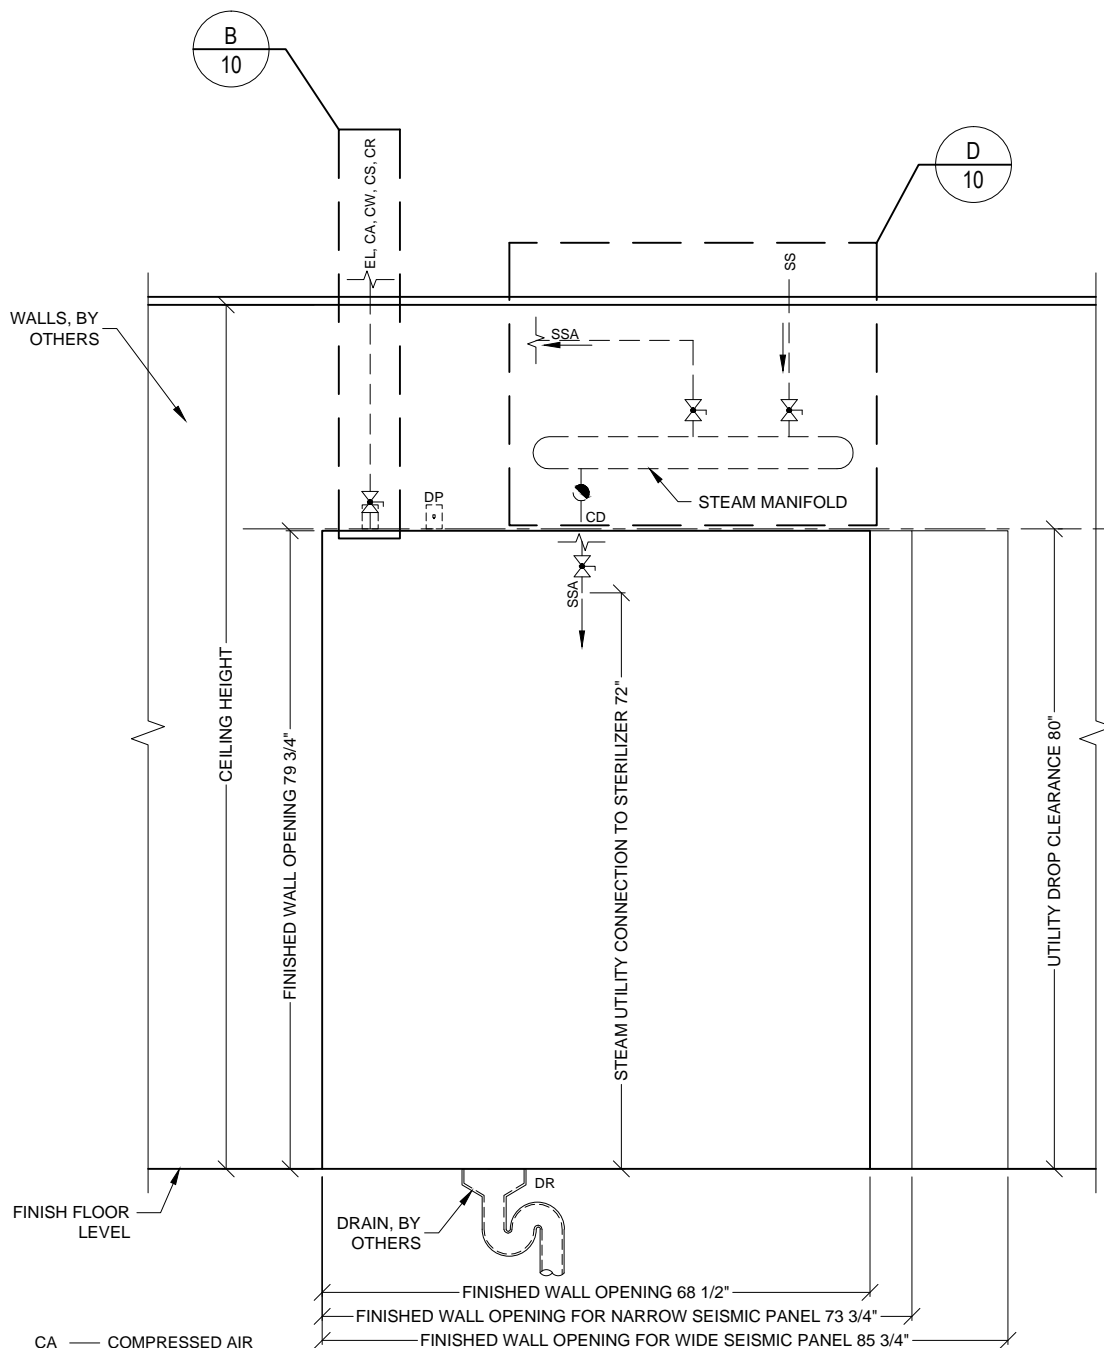 B
10
D
10
EL, CA, CW, CS, CR
SS
WALLS, BY
OTHERS
SSA
STEAM MANIFOLD
DP
CD
SSA
CEILING HEIGHT
FINISHED WALL OPENING 79 3/4"
STEAM UTILITY CONNECTION TO STERILIZER 72"
UTILITY DROP CLEARANCE 80"
DR
FINISH FLOOR
LEVEL
DRAIN, BY
OTHERS
FINISHED WALL OPENING 68 1/2"
FINISHED WALL OPENING FOR NARROW SEISMIC PANEL 73 3/4"
CA — COMPRESSED AIR
FINISHED WALL OPENING FOR WIDE SEISMIC PANEL 85 3/4"